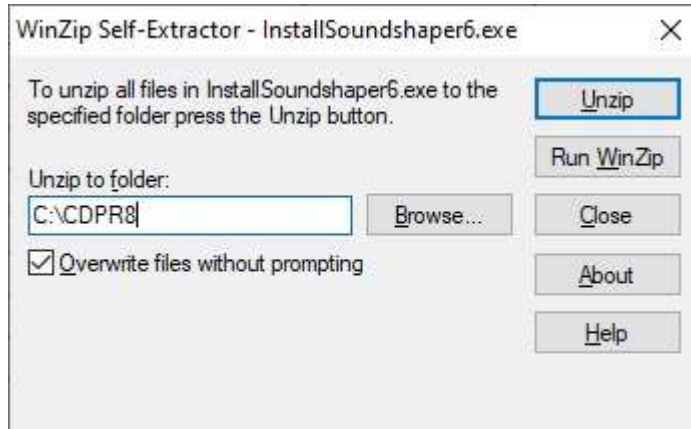 WinZip Self-Extractor - InstallSoundshaper6.exe
To unzip all files in InstallSoundshaper6.exe to the
specified folder press the Unzip button.
Unzip to folder:
C:\CDPR8
Browse...
Overwrite files without prompting
Unzip
Run WinZip
Close
About
Help